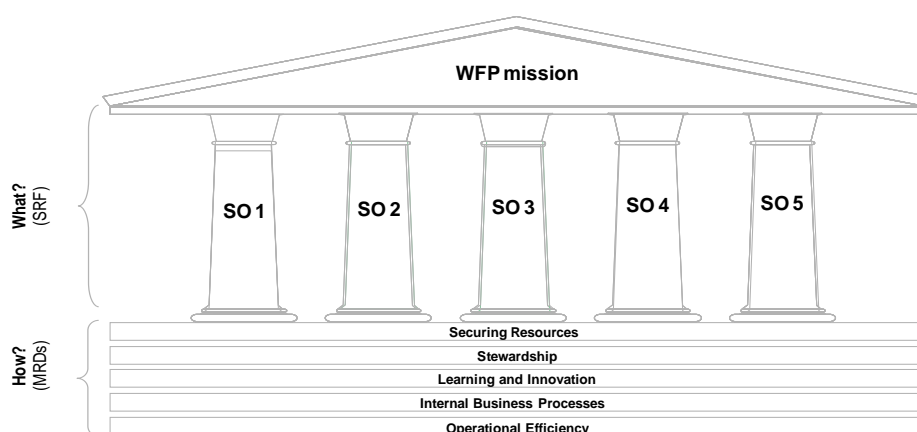 WFP mission
What?
(SRF)
SO 1
SO 2
SO 3
SO 4
SO 5
How?
(MRDs)
Securing Resources
Stewardship
Learning and Innovation
Internal Business Processes
Operational Efficiency